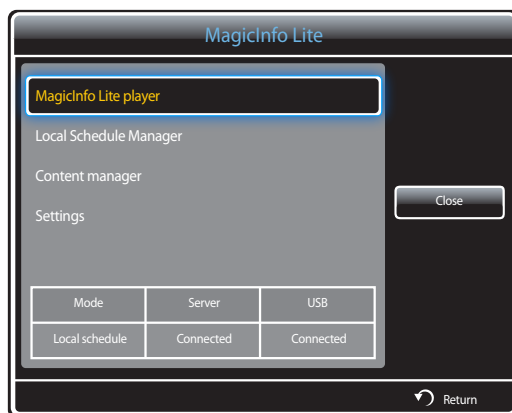 MagicInfo Lite
MagicInfo Lite player
Local Schedule Manager
Content manager
Close
Settings
Mode Server USB
Local schedule Connected Connected
Return